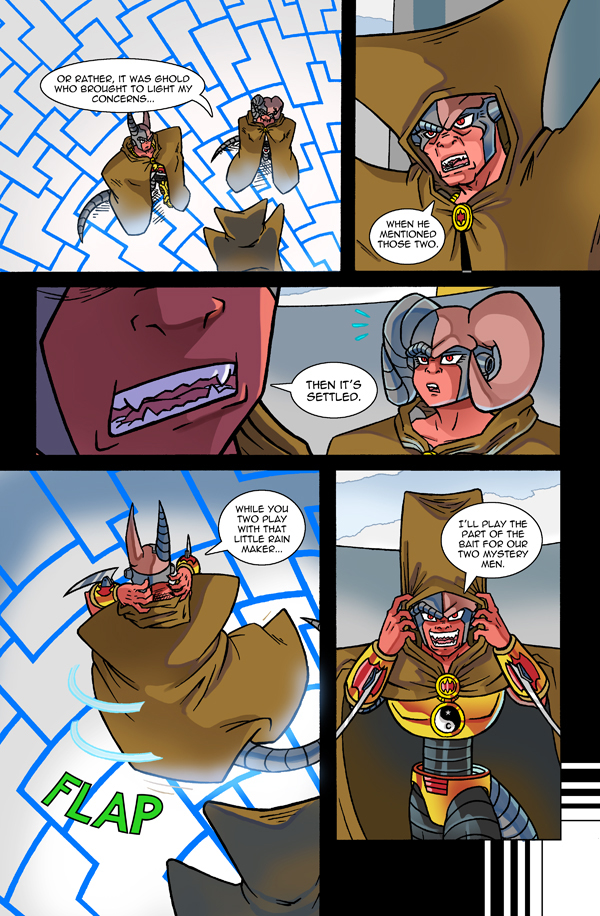 OR RATHER, IT WAS GHOLD
WHO BROUGHT TO LIGHT MY
CONCERNS...
WHEN HE
MENTIONED
THOSE TWO.
THEN IT'S
SETTLED.
WHILE YOU
TWO PLAY
WITH THAT
LITTLE RAIN
MAKER...
FLAP
I'LL PLAY THE
PART OF THE
BAIT FOR OUR
TWO MYSTERY
MEN.